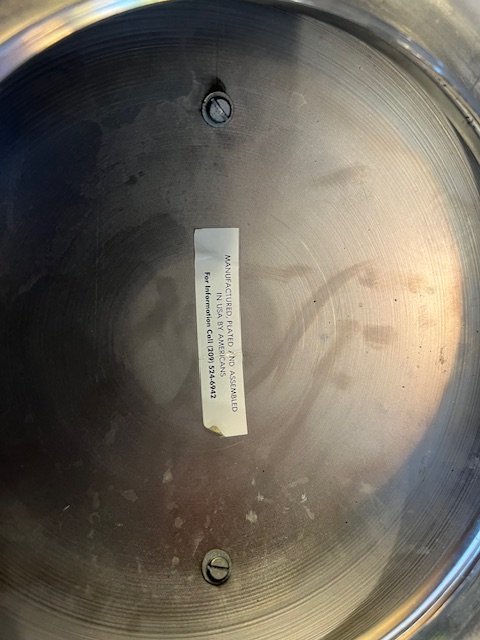 MANUFACTURED, PLATED AND ASSEMBLED
IN USA BY AMERICANS
For Information Call (209) 524-6942